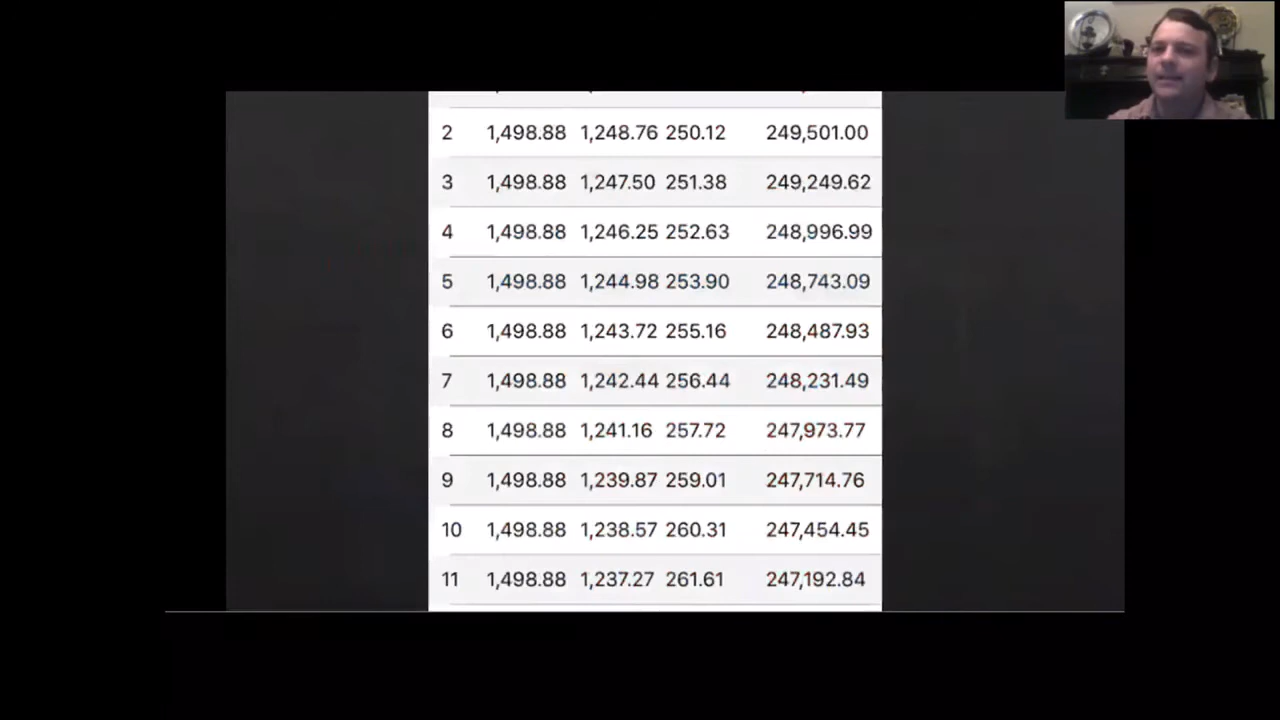 2 1,498.88 1,248.76 250.12 249,501.00
3 1,498.88 1,247.50 251.38 249,249.62
4 1,498.88 1,246.25 252.63 248,996.99
5 1,498.88 1,244.98 253.90 248,743.09
6 1,498.88 1,243.72 255.16 248,487.93
7 1,498.88 1,242.44 256.44 248,231.49
8 1,498.88 1,241.16 257.72 247,973.77
9 1,498.88 1,239.87 259.01 247,714.76
10 1,498.88 1,238.57 260.31 247,454.45
11 1,498.88 1,237.27 261.61 247,192.84